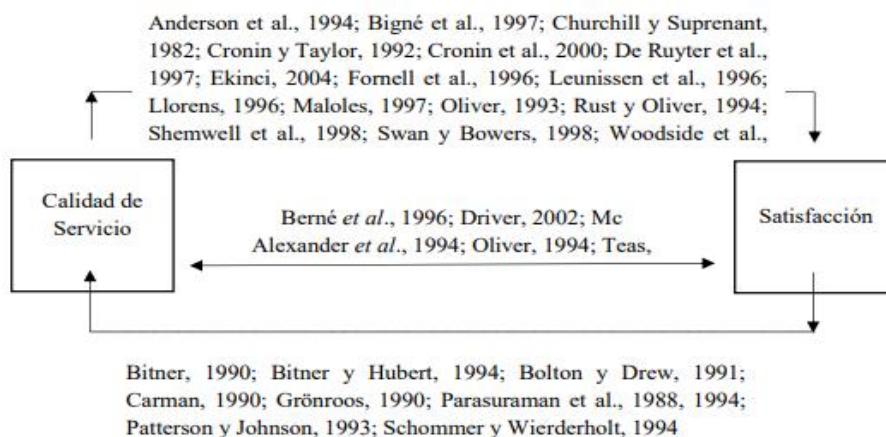 Anderson et al., 1994; Bigné et al., 1997; Churchill y Suprenant,
1982; Cronin y Taylor, 1992; Cronin et al., 2000; De Ruyter et al.,
1997; Ekinci, 2004; Fornell et al., 1996; Leunissen et al., 1996;
Llorens, 1996; Maloles, 1997; Oliver, 1993; Rust y Oliver, 1994;
Shemwell et al., 1998; Swan y Bowers, 1998; Woodside et al.,
Calidad de
Servicio
Berné et al., 1996; Driver, 2002; Mc
Alexander et al., 1994; Oliver, 1994; Teas,
Satisfacción
Bitner, 1990; Bitner y Hubert, 1994; Bolton y Drew, 1991;
Carman, 1990; Grönroos, 1990; Parasuraman et al., 1988, 1994;
Patterson y Johnson, 1993; Schommer y Wierderholt, 1994